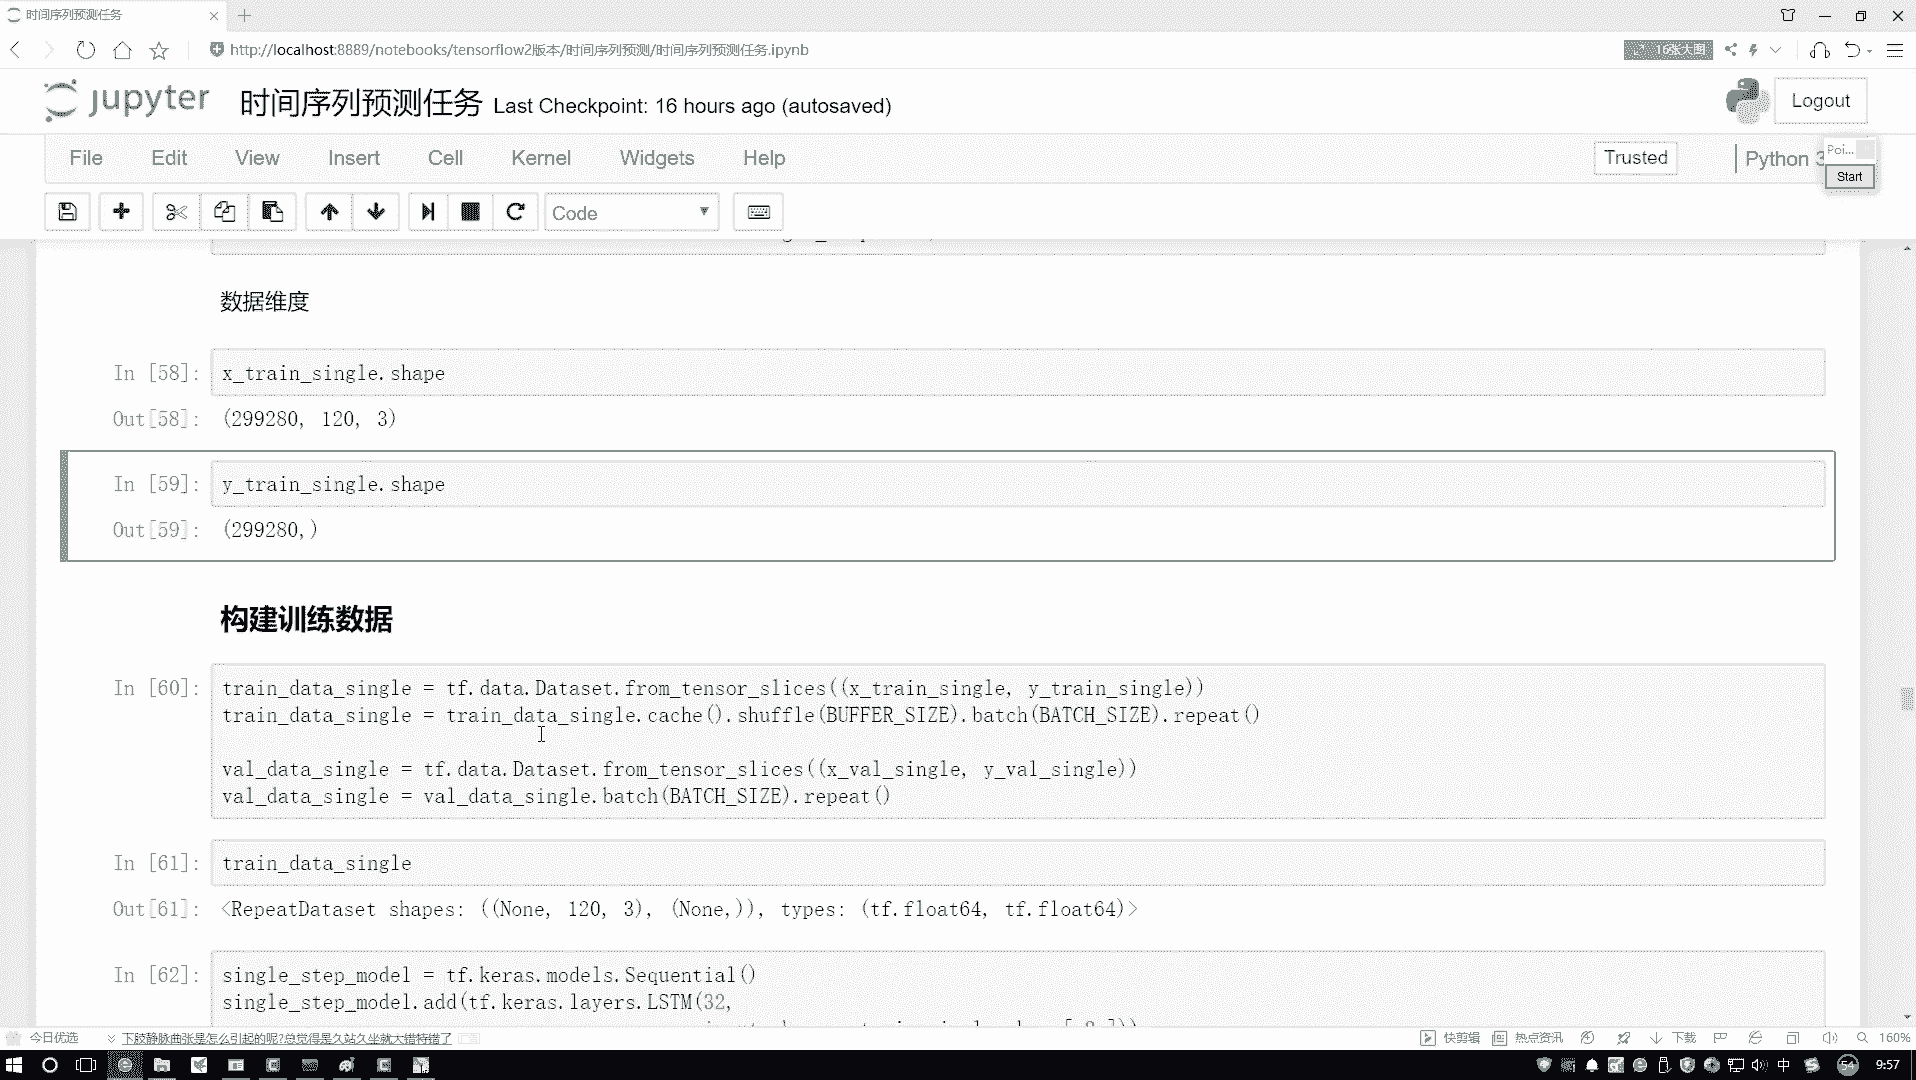 时间序列预测任务
http://localhost:8889/notebooks/tensorflow2版本/时间序列预测/时间序列预测任务.ipynb
16张大图
jupyter 时间序列预测任务 Last Checkpoint: 16 hours ago (autosaved)
Logout
File Edit View Insert Cell Kernel Widgets Help
Trusted
Python 3
Poi...
Start
Code
数据维度
In [58]: x_train_single.shape
Out[58]: (299280, 120, 3)
In [59]: y_train_single.shape
Out[59]: (299280,)
构建训练数据
In [60]: train_data_single = tf.data.Dataset.from_tensor_slices((x_train_single, y_train_single))
train_data_single = train_data_single.cache().shuffle(BUFFER_SIZE).batch(BATCH_SIZE).repeat()
val_data_single = tf.data.Dataset.from_tensor_slices((x_val_single, y_val_single))
val_data_single = val_data_single.batch(BATCH_SIZE).repeat()
In [61]: train_data_single
Out[61]: <RepeatDataset shapes: ((None, 120, 3), (None,)), types: (tf.float64, tf.float64)>
In [62]: single_step_model = tf.keras.models.Sequential()
single_step_model.add(tf.keras.layers.LSTM(32,
今日优选
下肢静脉曲张是怎么引起的呢?总觉得是久站久坐就大错特错了
快剪辑
热点资讯
下载
160%
中
54
9:57